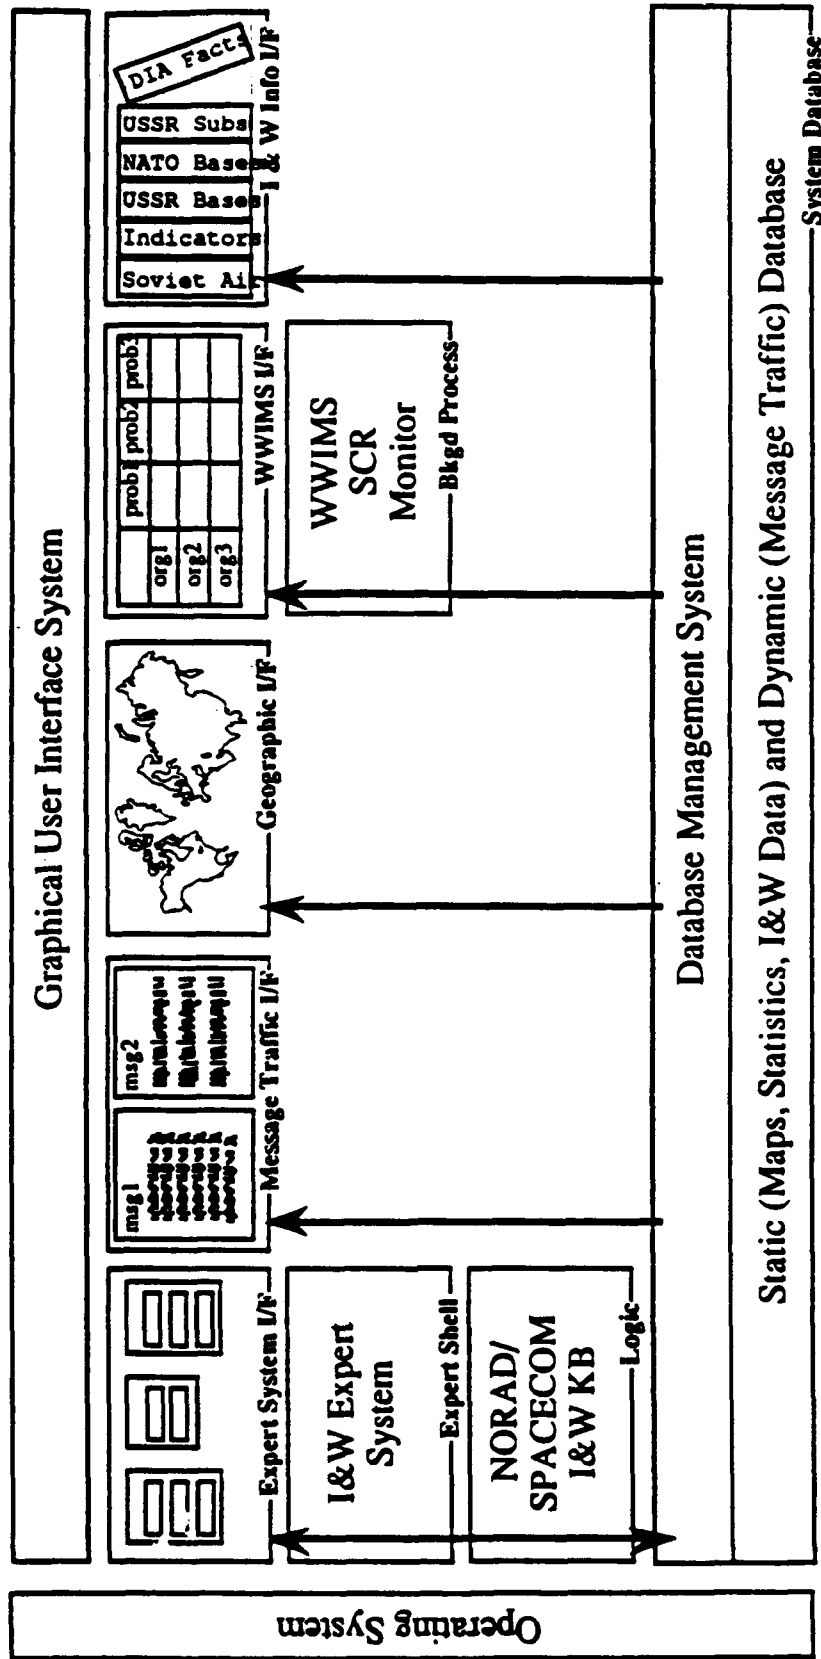 Graphical User Interface System
Expert System I/F
I&W Expert
System
Expert Shell
NORAD/
SPACECOM
I&W KB
Logic
msg1
msg2
Message Traffic I/F
Geographic I/F
prob1 prob2 prob3
org1
org2
org3
WWIMS I/F
WWIMS
SCR
Monitor
Bkgd Process
DIA Facts
USSR Subs
NATO Bases
USSR Bases
Indicators
Soviet Air
I & W Info I/F
Database Management System
Static (Maps, Statistics, I&W Data) and Dynamic (Message Traffic) Database
System Database
Operating System